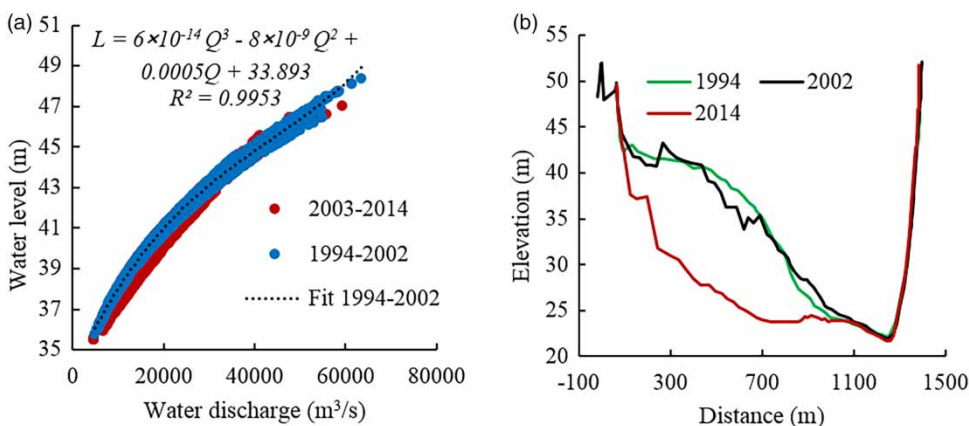 (a)
51
49
47
45
43
41
39
37
35
Water level (m)
L = 6×10⁻¹⁴ Q³ - 8×10⁻⁹ Q² +
0.0005Q + 33.893
R² = 0.9953
2003-2014
1994-2002
Fit 1994-2002
0 20000 40000 60000 80000
Water discharge (m³/s)
(b)
55
50
45
40
35
30
25
20
Elevation (m)
1994 2002
2014
-100 300 700 1100 1500
Distance (m)